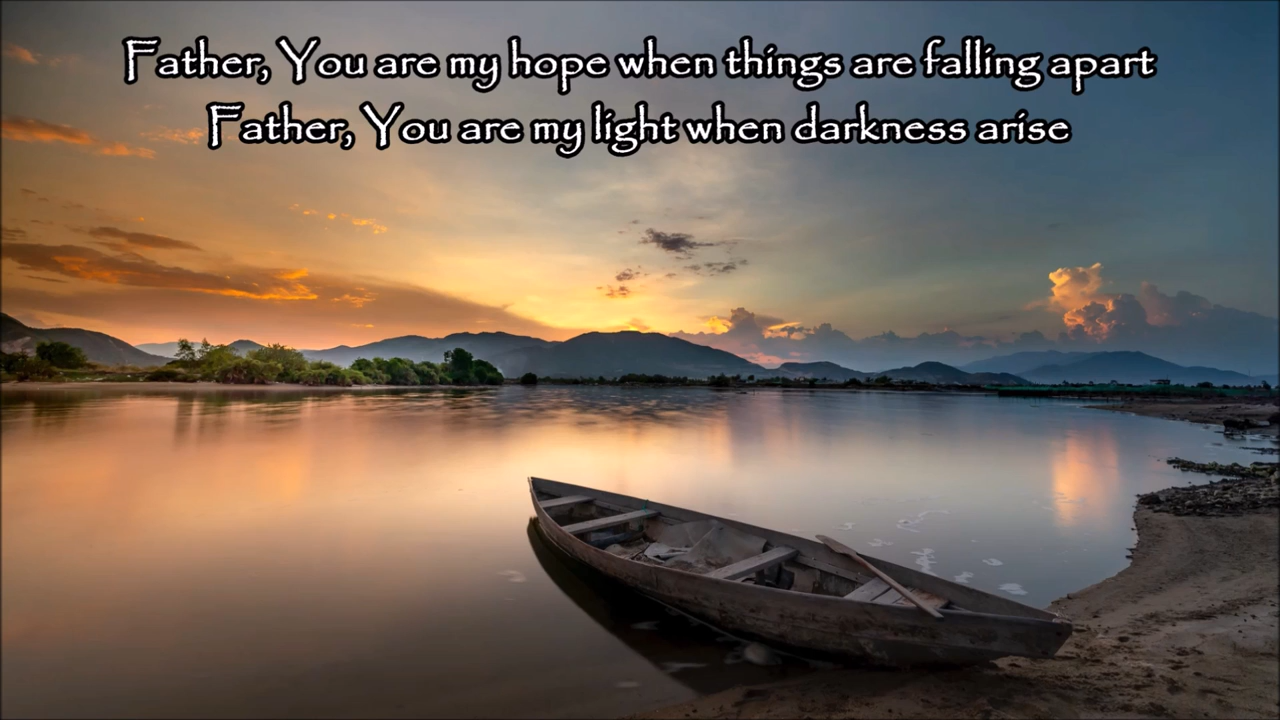 Father, You are my hope when things are falling apart
Father, You are my light when darkness arise